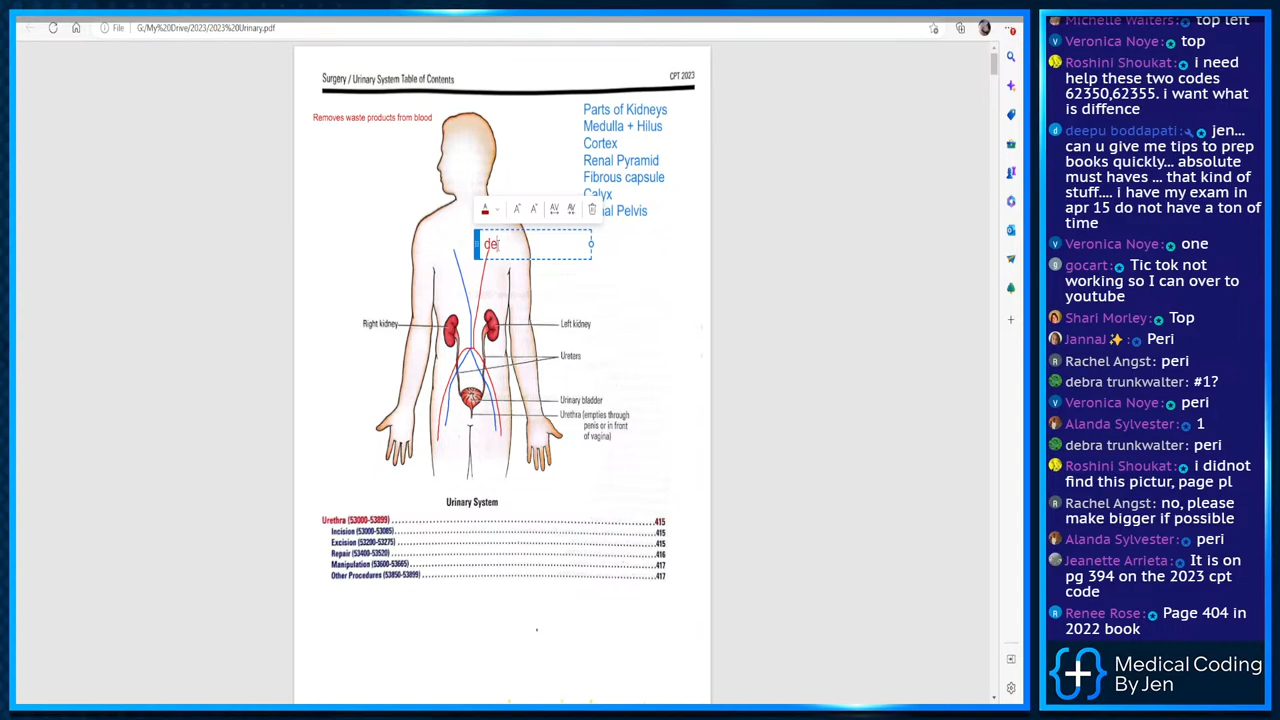 File
G:/My%20Drive/2023/2023%20Urinary.pdf
Surgery / Urinary System Table of Contents
CPT 2023
Removes waste products from blood
Parts of Kidneys
Medulla + Hilus
Cortex
Renal Pyramid
Fibrous capsule
Calyx
al Pelvis
de
Right kidney
Left kidney
Ureters
Urinary bladder
Urethra (empties through
penis or in front
of vagina)
Urinary System
Urethra (53000-53899) 415
Incision (53000-53085) 415
Excision (53200-53275) 415
Repair (53400-53520) 416
Manipulation (53600-53665) 417
Other Procedures (53850-53899) 417
Michelle Walters: top left
Veronica Noye: top
Roshini Shoukat: i need
help these two codes
62350,62355. i want what
is diffence
deepu boddapati: jen...
can u give me tips to prep
books quickly... absolute
must haves ... that kind of
stuff.... i have my exam in
apr 15 do not have a ton of
time
Veronica Noye: one
gocart: Tic tok not
working so I can over to
youtube
Shari Morley: Top
JannaJ✨: Peri
Rachel Angst: peri
debra trunkwalter: #1?
Veronica Noye: peri
Alanda Sylvester: 1
debra trunkwalter: peri
Roshini Shoukat: i didnot
find this pictur, page pl
Rachel Angst: no, please
make bigger if possible
Alanda Sylvester: peri
Jeanette Arrieta: It is on
pg 394 on the 2023 cpt
code
Renee Rose: Page 404 in
2022 book
Medical Coding
By Jen